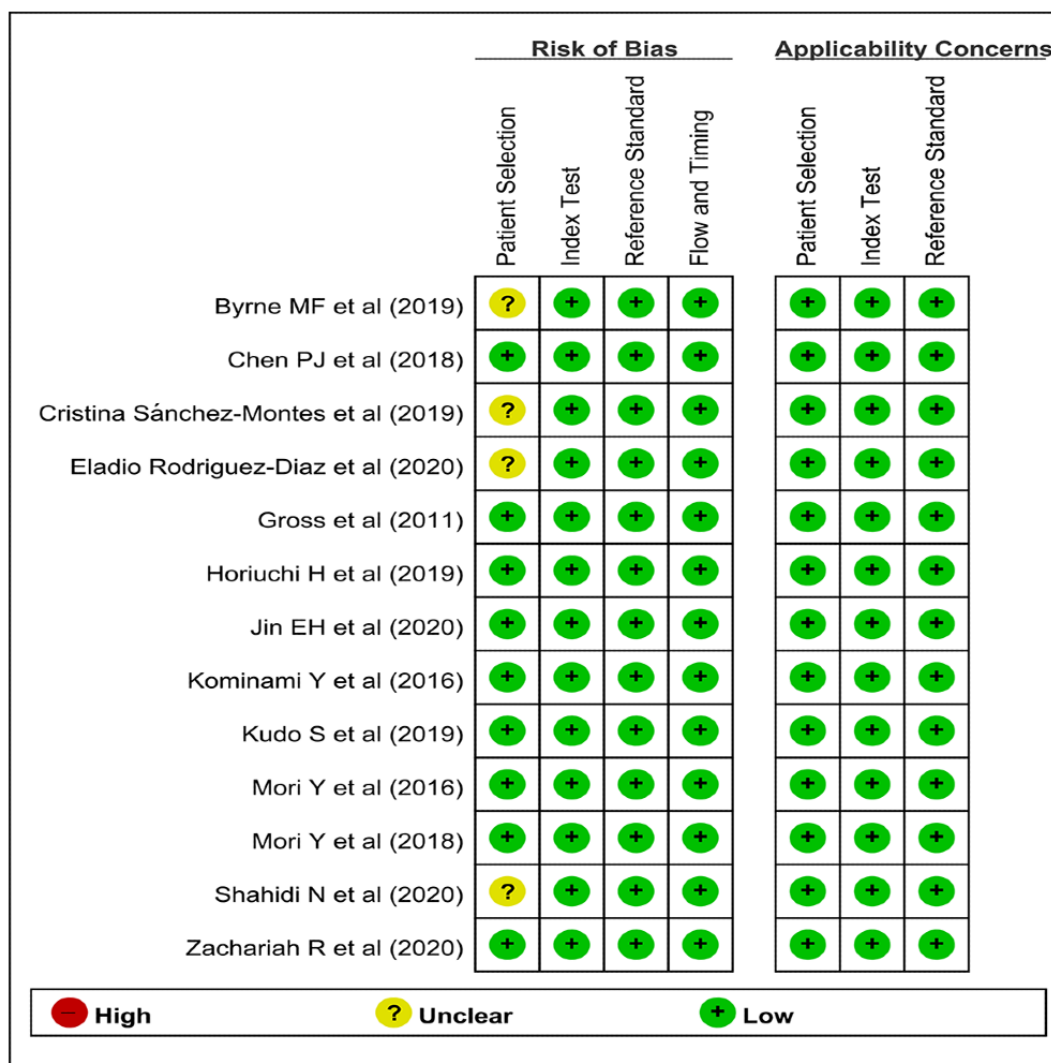 Risk of Bias Applicability Concerns
Patient Selection
Index Test
Reference Standard
Flow and Timing
Patient Selection
Index Test
Reference Standard
Byrne MF et al (2019) ? + + + + + +
Chen PJ et al (2018) + + + + + + +
Cristina Sánchez-Montes et al (2019) ? + + + + + +
Eladio Rodriguez-Diaz et al (2020) ? + + + + + +
Gross et al (2011) + + + + + + +
Horiuchi H et al (2019) + + + + + + +
Jin EH et al (2020) + + + + + + +
Kominami Y et al (2016) + + + + + + +
Kudo S et al (2019) + + + + + + +
Mori Y et al (2016) + + + + + + +
Mori Y et al (2018) + + + + + + +
Shahidi N et al (2020) ? + + + + + +
Zachariah R et al (2020) + + + + + + +
− High ? Unclear + Low